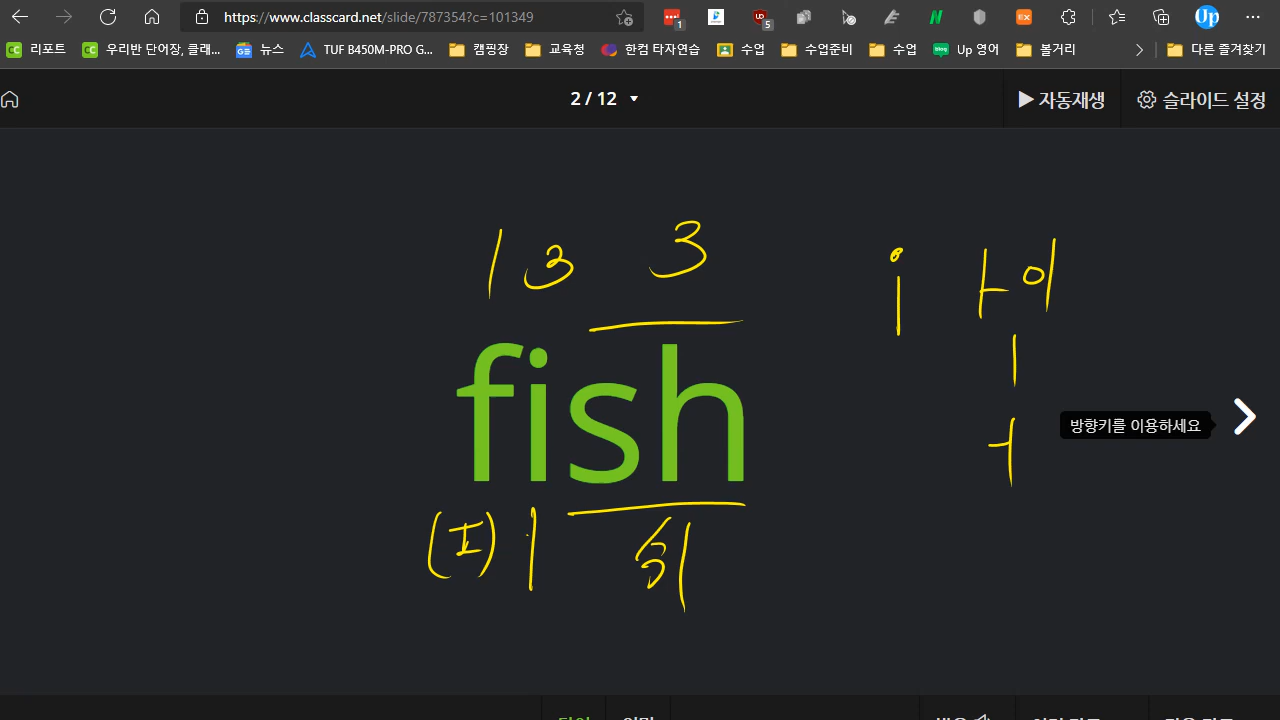 https://www.classcard.net/slide/787354?c=101349
리포트 우리반 단어장, 클래... 뉴스 TUF B450M-PRO G... 캠핑장 교육청 한컴 타자연습 수업 수업준비 수업 Up 영어 볼거리 다른 즐겨찾기
2 / 12 자동재생 슬라이드 설정
1 3 3
i ㅏ이
fish
ㅣ
ㅓ
방향키를 이용하세요
(ㅍ) ㅣ 쉬